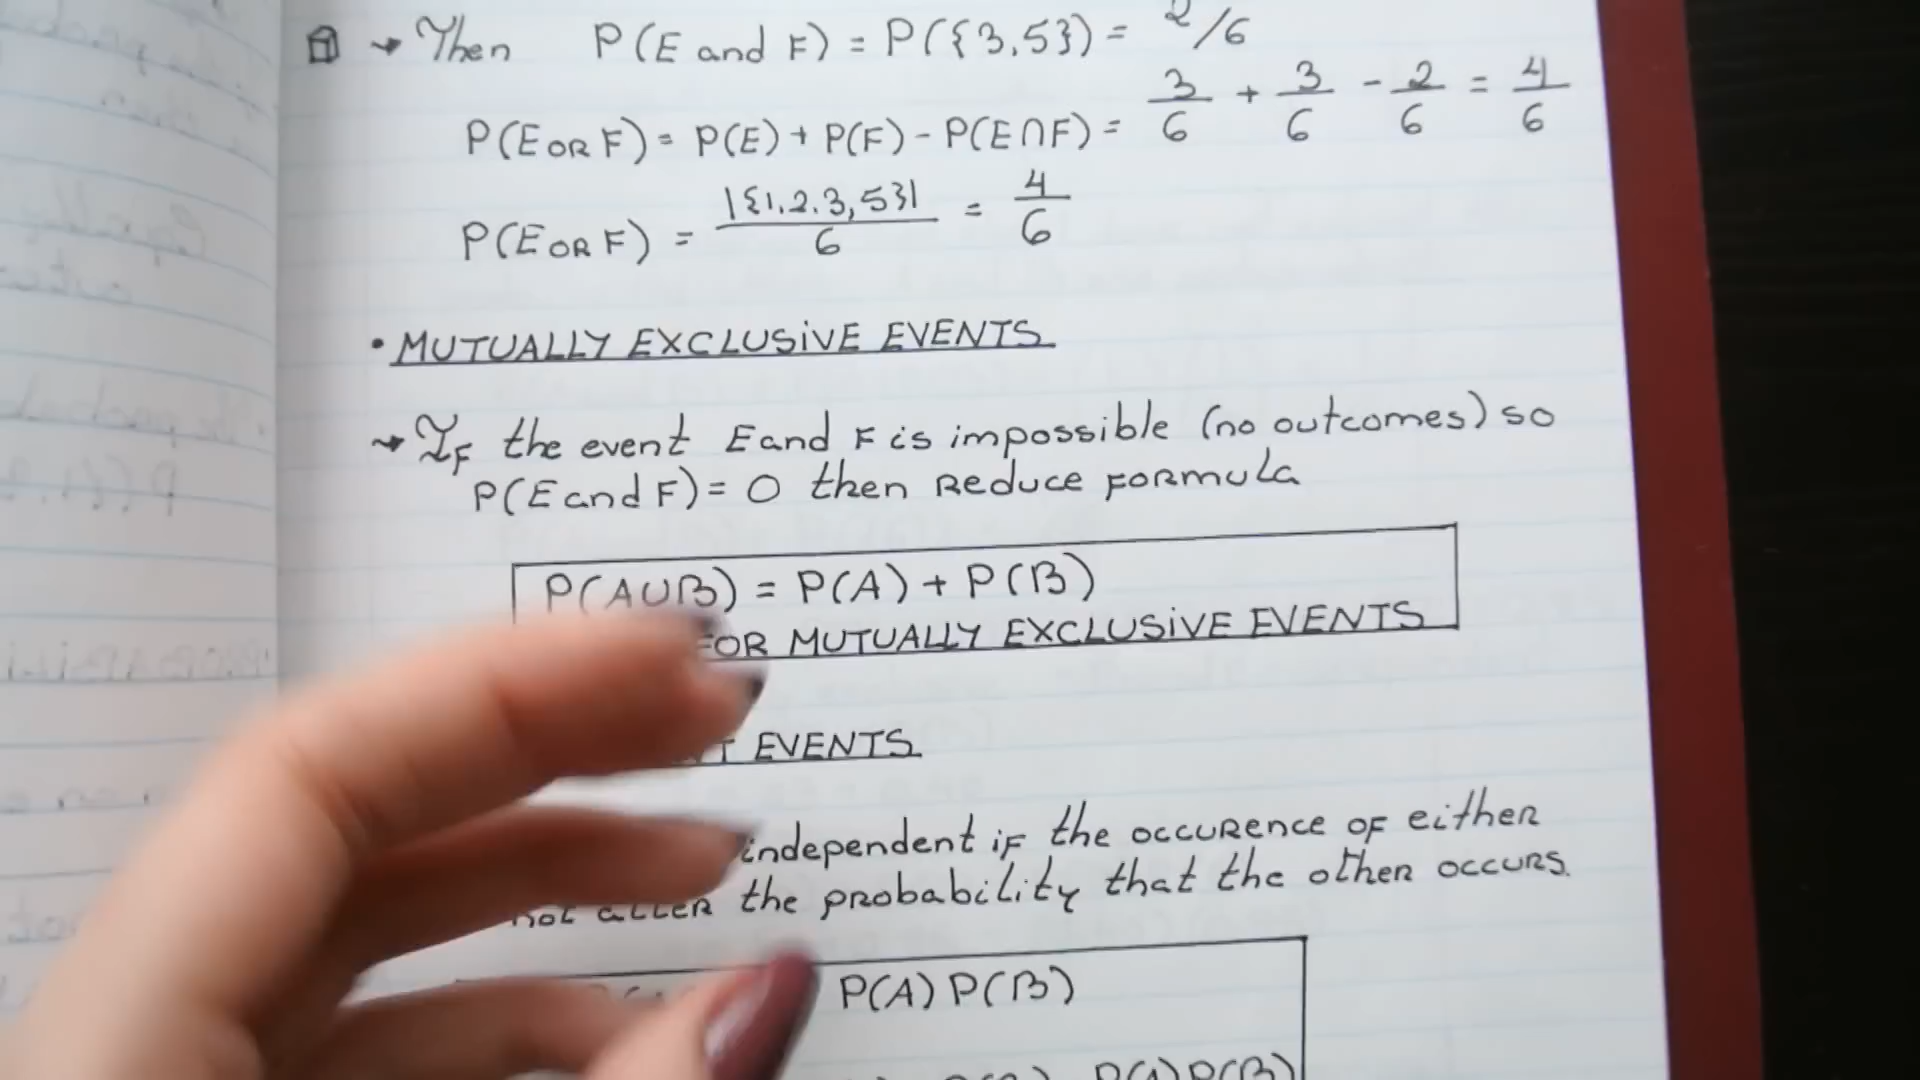 → Then P(E and F) = P({3,5}) = 2/6
P(E OR F) = P(E) + P(F) - P(E∩F) = 3/6 + 3/6 - 2/6 = 4/6
P(E OR F) = |{1,2,3,5}|/6 = 4/6
• MUTUALLY EXCLUSIVE EVENTS
→ If the event E and F is impossible (no outcomes) so
P(E and F) = 0 then reduce formula
P(A∪B) = P(A) + P(B)
FOR MUTUALLY EXCLUSIVE EVENTS
EVENTS
independent if the occurence of either
not alter the probability that the other occurs.
P(A) P(B)
P(A)P(B)